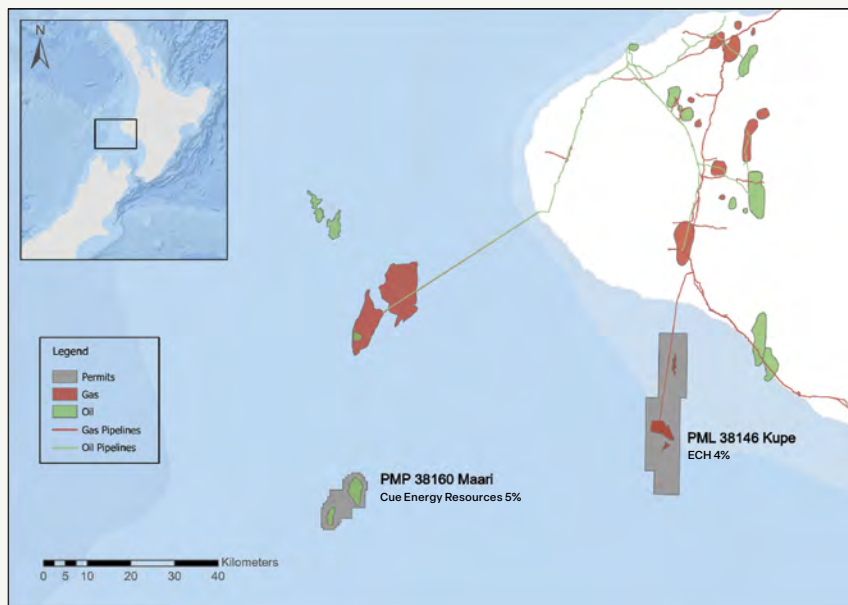 N
Legend
Permits
Gas
Oil
Gas Pipelines
Oil Pipelines
PML 38146 Kupe
ECH 4%
PMP 38160 Maari
Cue Energy Resources 5%
Kilometers
0 5 10 20 30 40